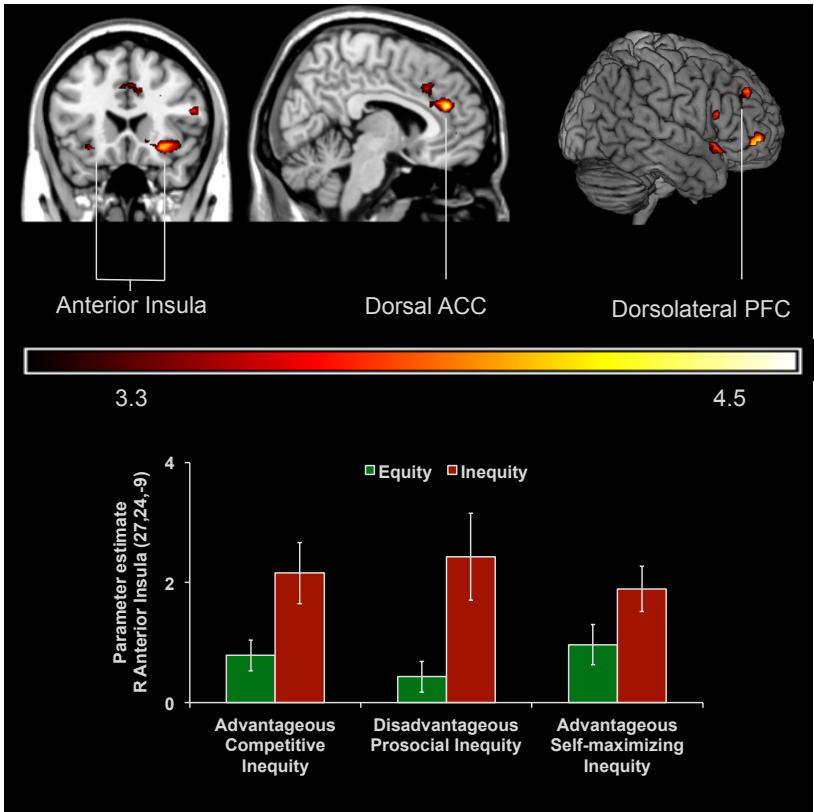 Anterior Insula
Dorsal ACC
Dorsolateral PFC
3.3
4.5
Parameter estimate
R Anterior Insula (27,24,-9)
4
2
0
Equity
Inequity
Advantageous
Competitive
Inequity
Disadvantageous
Prosocial Inequity
Advantageous
Self-maximizing
Inequity